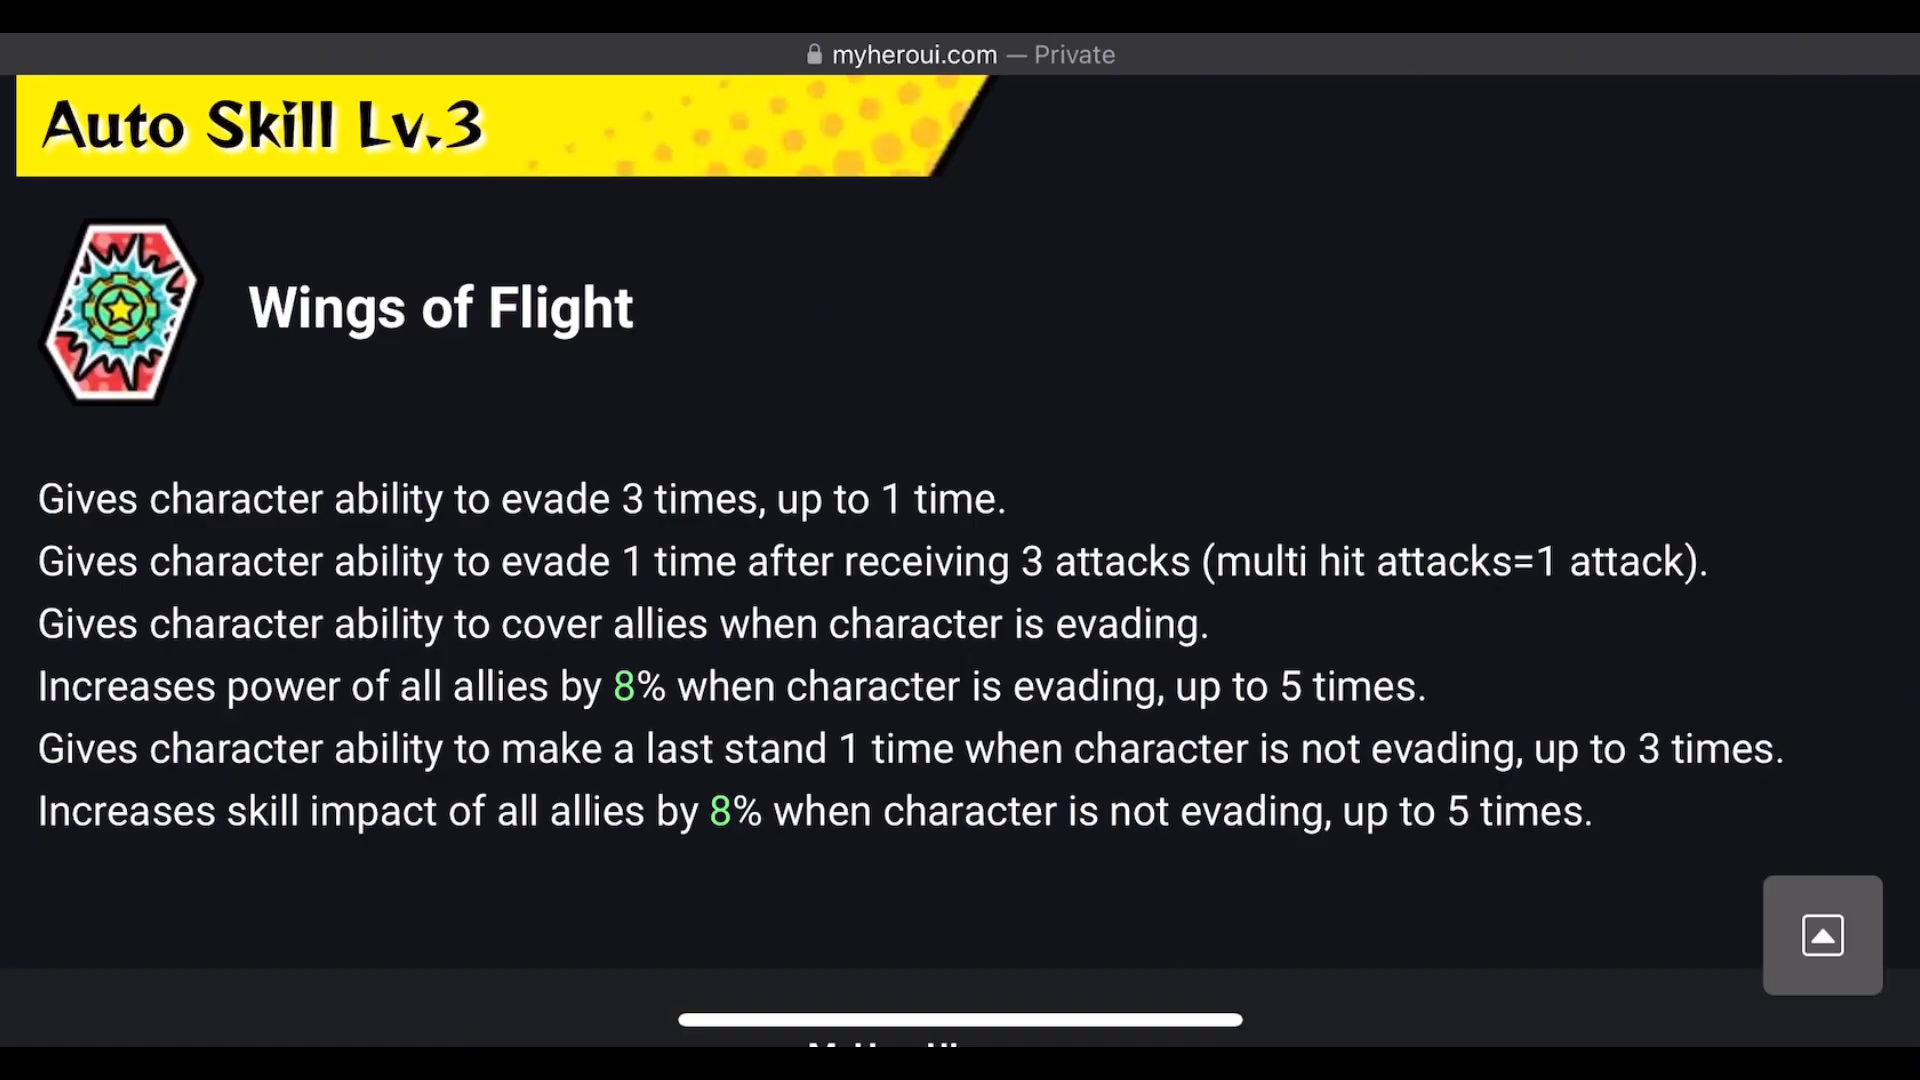 myheroui.com — Private
Auto Skill Lv.3
Wings of Flight
Gives character ability to evade 3 times, up to 1 time.
Gives character ability to evade 1 time after receiving 3 attacks (multi hit attacks=1 attack).
Gives character ability to cover allies when character is evading.
Increases power of all allies by 8% when character is evading, up to 5 times.
Gives character ability to make a last stand 1 time when character is not evading, up to 3 times.
Increases skill impact of all allies by 8% when character is not evading, up to 5 times.